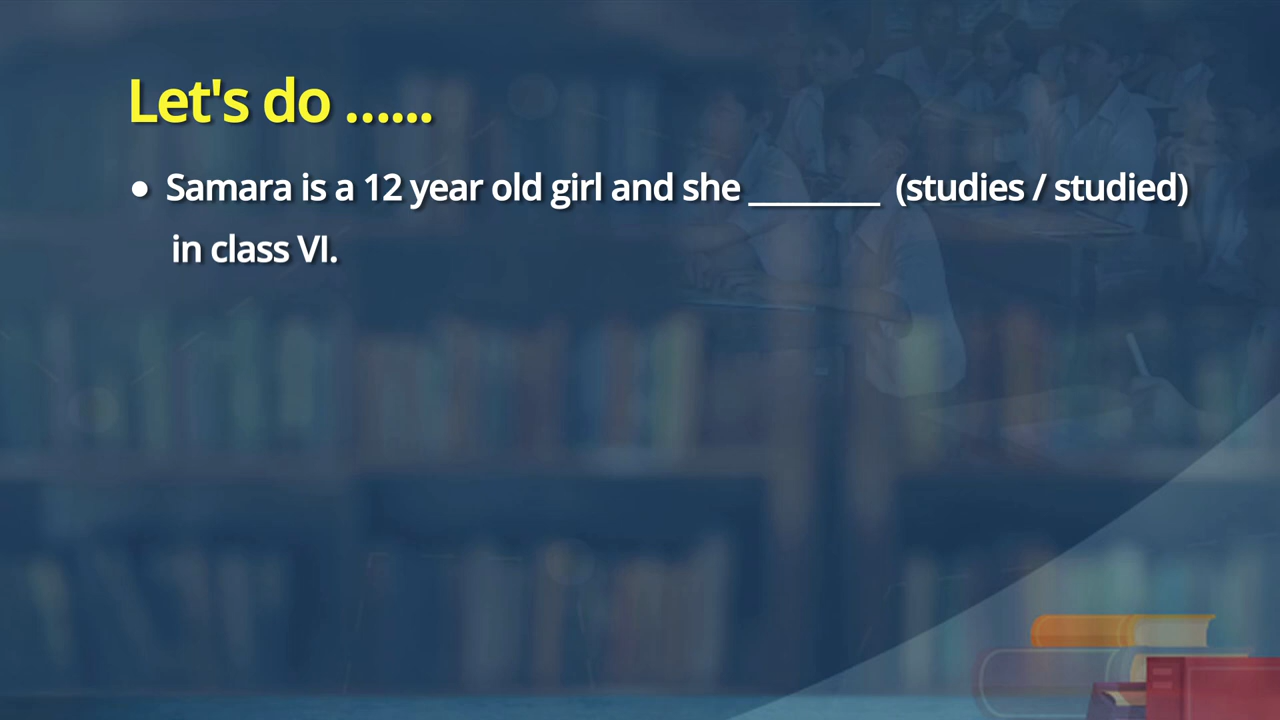 Let's do ......
● Samara is a 12 year old girl and she ________ (studies / studied)
in class VI.